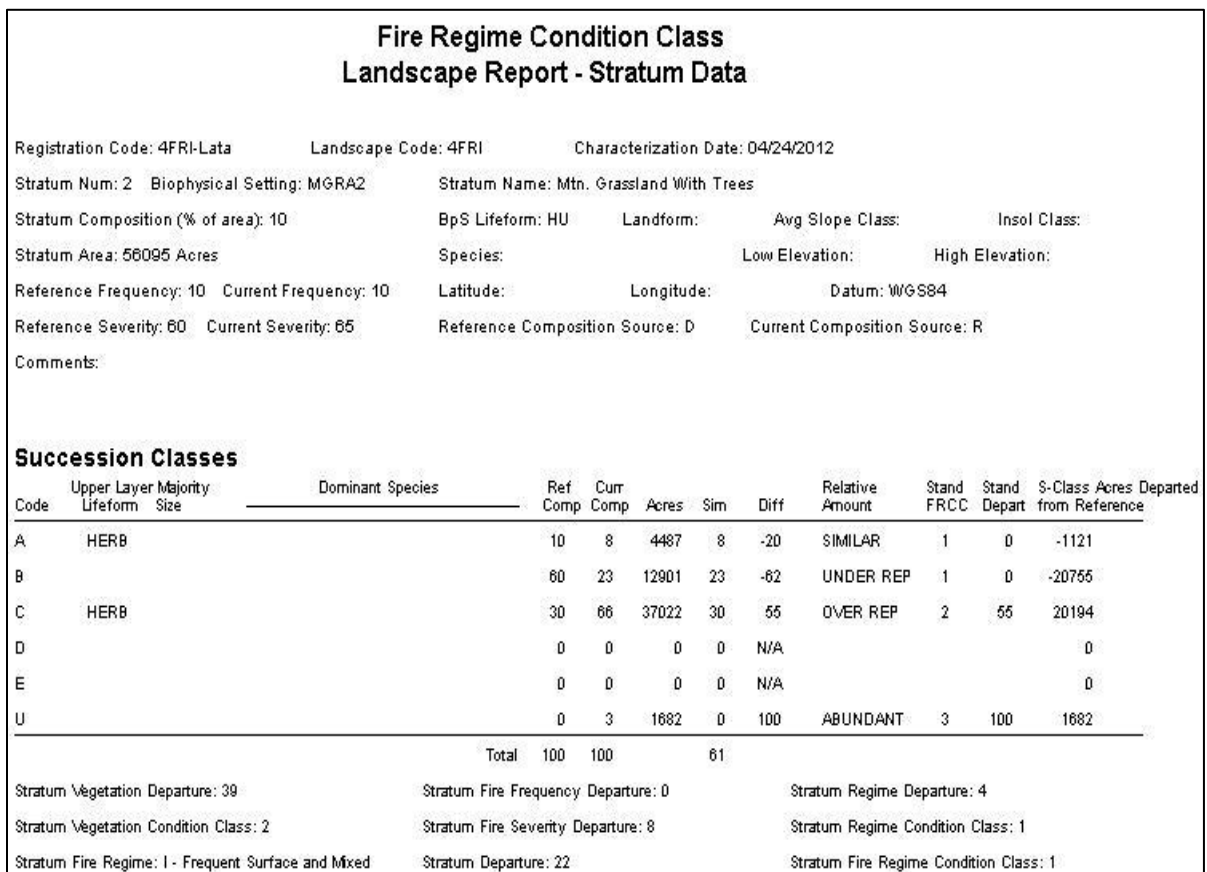 Fire Regime Condition Class
Landscape Report - Stratum Data
Registration Code: 4FRI-Lata Landscape Code: 4FRI Characterization Date: 04/24/2012
Stratum Num: 2 Biophysical Setting: MGRA2 Stratum Name: Mtn. Grassland With Trees
Stratum Composition (% of area): 10 BpS Lifeform: HU Landform: Avg Slope Class: Insol Class:
Stratum Area: 56095 Acres Species: Low Elevation: High Elevation:
Reference Frequency: 10 Current Frequency: 10 Latitude: Longitude: Datum: WGS84
Reference Severity: 60 Current Severity: 65 Reference Composition Source: D Current Composition Source: R
Comments:
Succession Classes
Code Upper Layer Lifeform Majority Size Dominant Species Ref Comp Curr Comp Acres Sim Diff Relative Amount Stand FRCC Stand Depart S-Class Acres Departed from Reference
A HERB 10 8 4487 8 -20 SIMILAR 1 0 -1121
B 60 23 12901 23 -62 UNDER REP 1 0 -20755
C HERB 30 66 37022 30 55 OVER REP 2 55 20194
D 0 0 0 0 N/A 0
E 0 0 0 0 N/A 0
U 0 3 1682 0 100 ABUNDANT 3 100 1682
Total 100 100 61
Stratum Vegetation Departure: 39 Stratum Fire Frequency Departure: 0 Stratum Regime Departure: 4
Stratum Vegetation Condition Class: 2 Stratum Fire Severity Departure: 8 Stratum Regime Condition Class: 1
Stratum Fire Regime: I - Frequent Surface and Mixed Stratum Departure: 22 Stratum Fire Regime Condition Class: 1